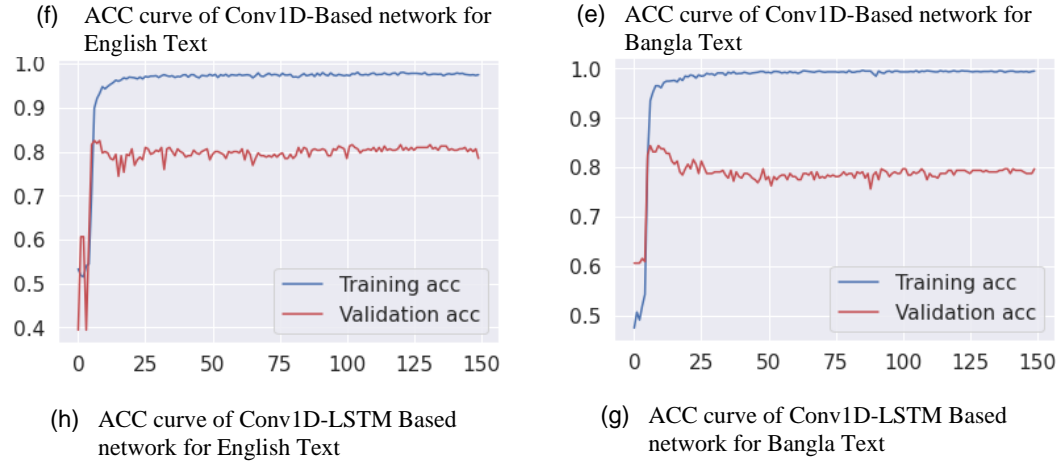 (f) ACC curve of Conv1D-Based network for
English Text
(e) ACC curve of Conv1D-Based network for
Bangla Text
1.0
0.9
0.8
0.7
0.6
0.5
0.4
Training acc
Validation acc
0 25 50 75 100 125 150
1.0
0.9
0.8
0.7
0.6
0.5
Training acc
Validation acc
0 25 50 75 100 125 150
(h) ACC curve of Conv1D-LSTM Based
network for English Text
(g) ACC curve of Conv1D-LSTM Based
network for Bangla Text